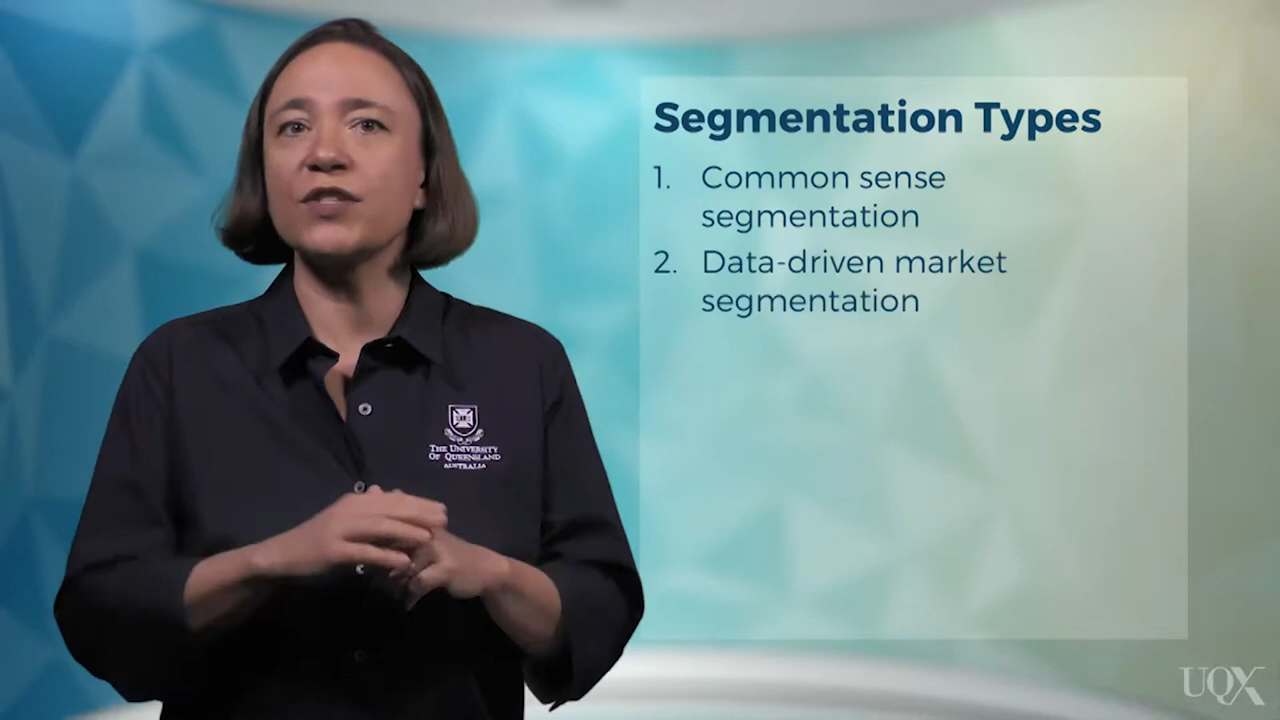 Segmentation Types
1. Common sense
segmentation
2. Data-driven market
segmentation
THE UNIVERSITY
OF QUEENSLAND
AUSTRALIA
UQX